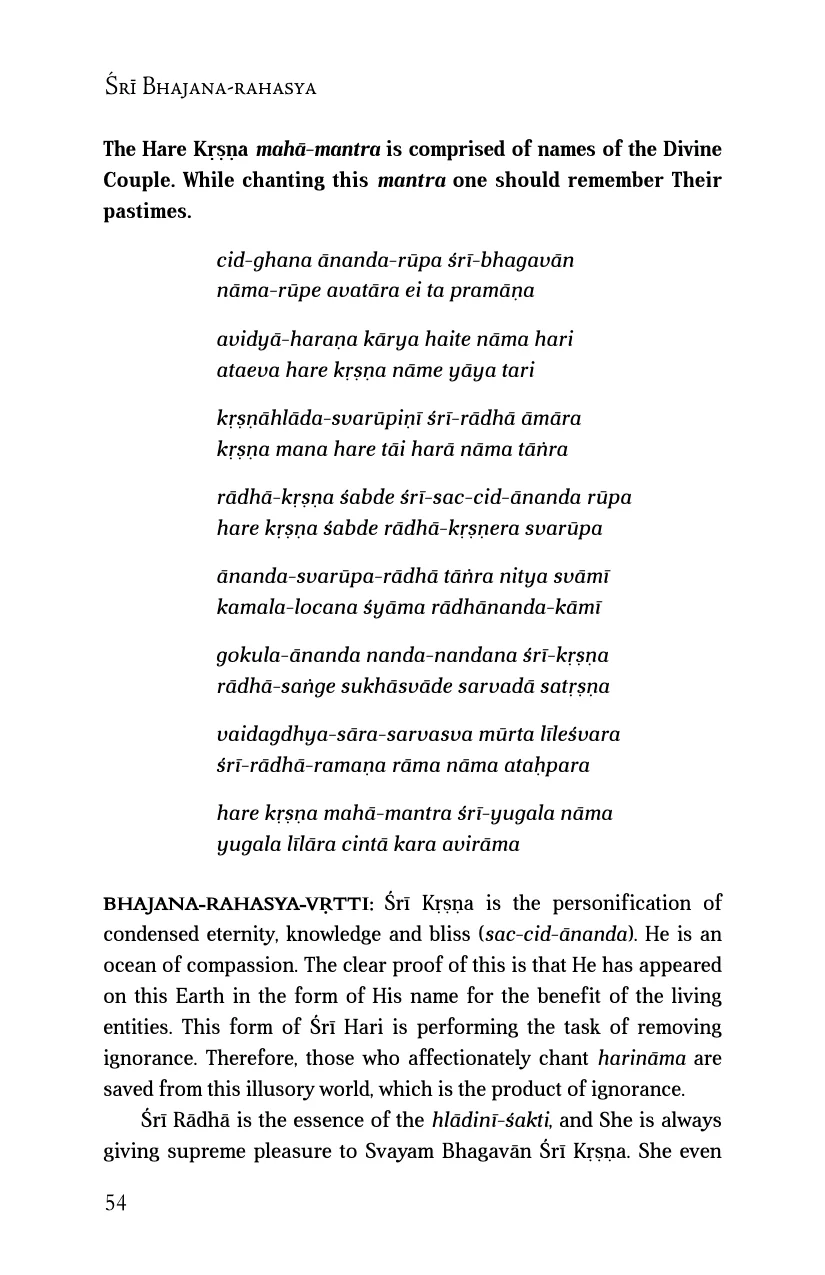 Śrī Bhajana-rahasya
The Hare Kṛṣṇa mahā-mantra is comprised of names of the Divine
Couple. While chanting this mantra one should remember Their
pastimes.
cid-ghana ānanda-rūpa śrī-bhagavān
nāma-rūpe avatāra ei ta pramāṇa
avidyā-haraṇa kārya haite nāma hari
ataeva hare kṛṣṇa nāme yāya tari
kṛṣṇāhlāda-svarūpiṇī śrī-rādhā āmāra
kṛṣṇa mana hare tāi harā nāma tāṅra
rādhā-kṛṣṇa śabde śrī-sac-cid-ānanda rūpa
hare kṛṣṇa śabde rādhā-kṛṣṇera svarūpa
ānanda-svarūpa-rādhā tāṅra nitya svāmī
kamala-locana śyāma rādhānanda-kāmī
gokula-ānanda nanda-nandana śrī-kṛṣṇa
rādhā-saṅge sukhāsvāde sarvadā satṛṣṇa
vaidagdhya-sāra-sarvasva mūrta līleśvara
śrī-rādhā-ramaṇa rāma nāma ataḥpara
hare kṛṣṇa mahā-mantra śrī-yugala nāma
yugala līlāra cintā kara avirāma
BHAJANA-RAHASYA-VṚTTI: Śrī Kṛṣṇa is the personification of
condensed eternity, knowledge and bliss (sac-cid-ānanda). He is an
ocean of compassion. The clear proof of this is that He has appeared
on this Earth in the form of His name for the benefit of the living
entities. This form of Śrī Hari is performing the task of removing
ignorance. Therefore, those who affectionately chant harināma are
saved from this illusory world, which is the product of ignorance.
Śrī Rādhā is the essence of the hlādinī-śakti, and She is always
giving supreme pleasure to Svayam Bhagavān Śrī Kṛṣṇa. She even
54